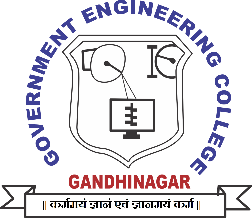 GOVERNMENT ENGINEERING COLLEGE
GANDHINAGAR
॥ कर्ममयं ज्ञानं एवं ज्ञानमयं कर्म ॥